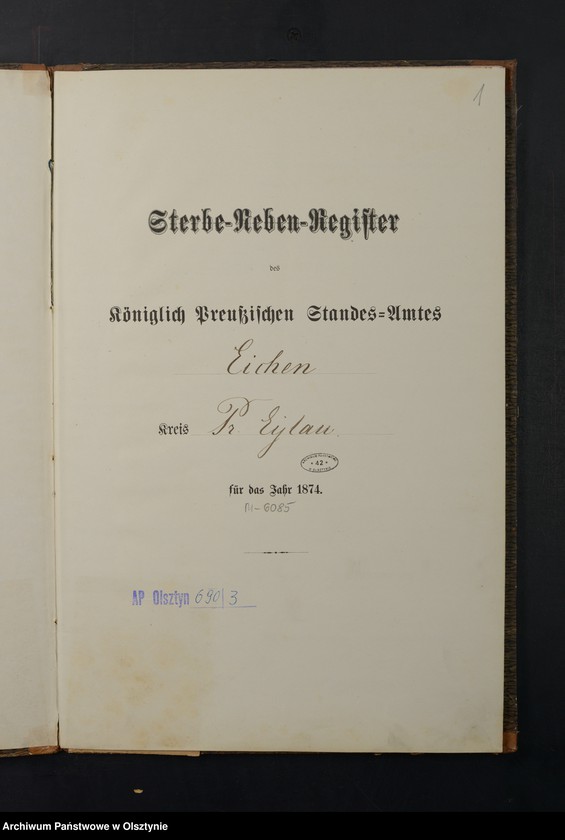 1
Sterbe-Neben-Register
des
Königlich Preußischen Standes-Amtes
Eichen
Kreis Pr. Eylau.
62
für das Jahr 1874.
M-6085
AP Olsztyn 690/3
Archiwum Państwowe w Olsztynie